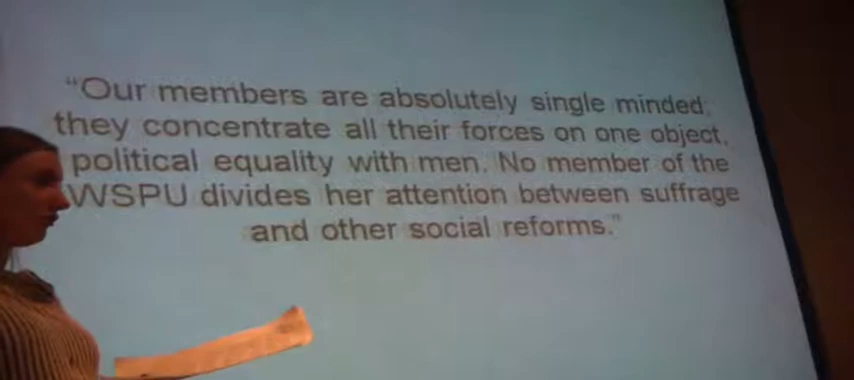 “Our members are absolutely single minded;
they concentrate all their forces on one object,
political equality with men. No member of the
WSPU divides her attention between suffrage
and other social reforms.”